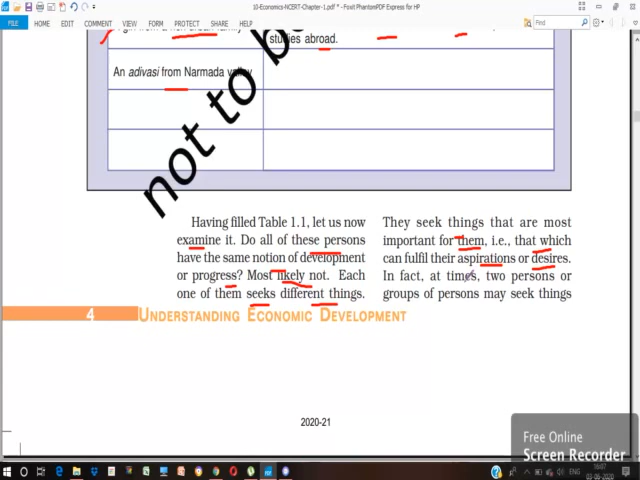 10-Economics-NCERT-Chapter-1.pdf * - Foxit PhantomPDF Express for HP
FILE HOME EDIT COMMENT VIEW FORM PROTECT SHARE HELP
Find
studies abroad.
An adivasi from Narmada valley
not to be
Having filled Table 1.1, let us now
examine it. Do all of these persons
have the same notion of development
or progress? Most likely not. Each
one of them seeks different things.
They seek things that are most
important for them, i.e., that which
can fulfil their aspirations or desires.
In fact, at times, two persons or
groups of persons may seek things
4 UNDERSTANDING ECONOMIC DEVELOPMENT
2020-21
Free Online
Screen Recorder